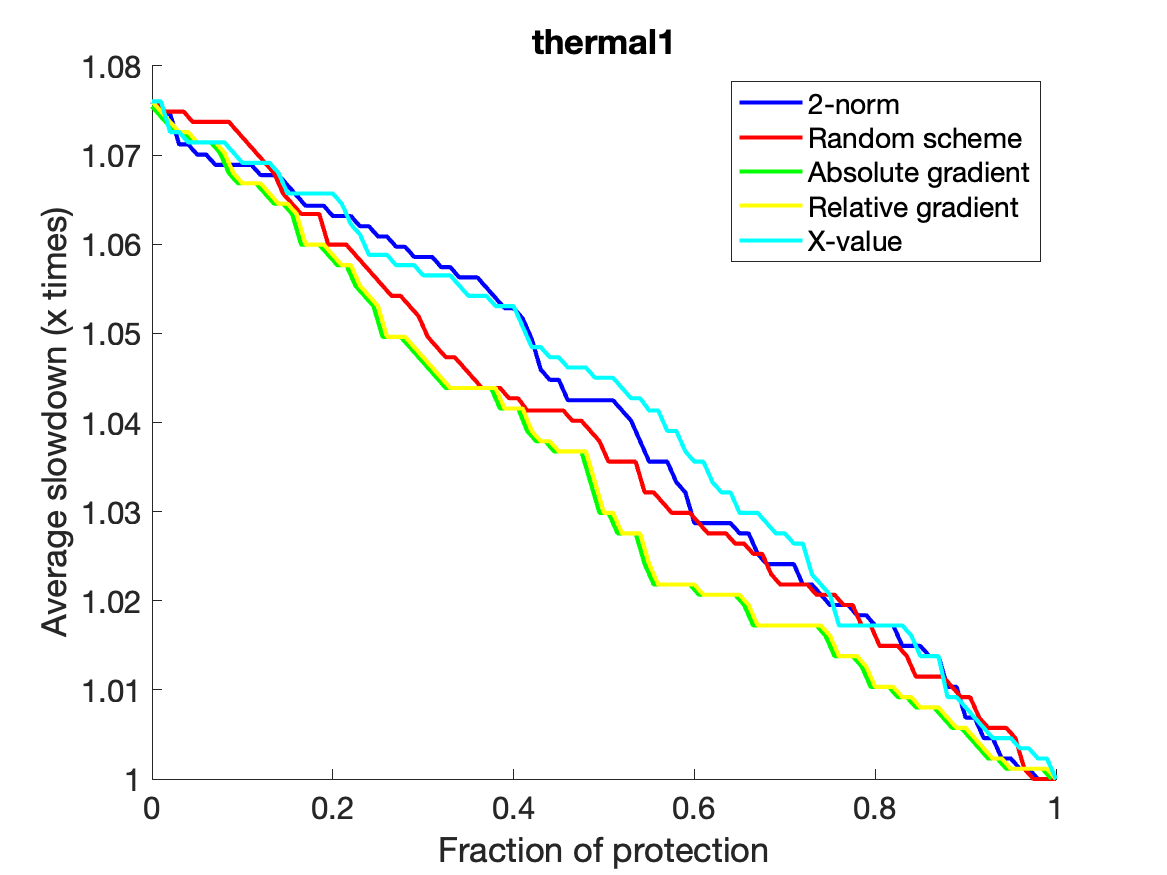 thermal1
1.08
1.07
1.06
1.05
1.04
1.03
1.02
1.01
1
Average slowdown (x times)
2-norm
Random scheme
Absolute gradient
Relative gradient
X-value
0 0.2 0.4 0.6 0.8 1
Fraction of protection